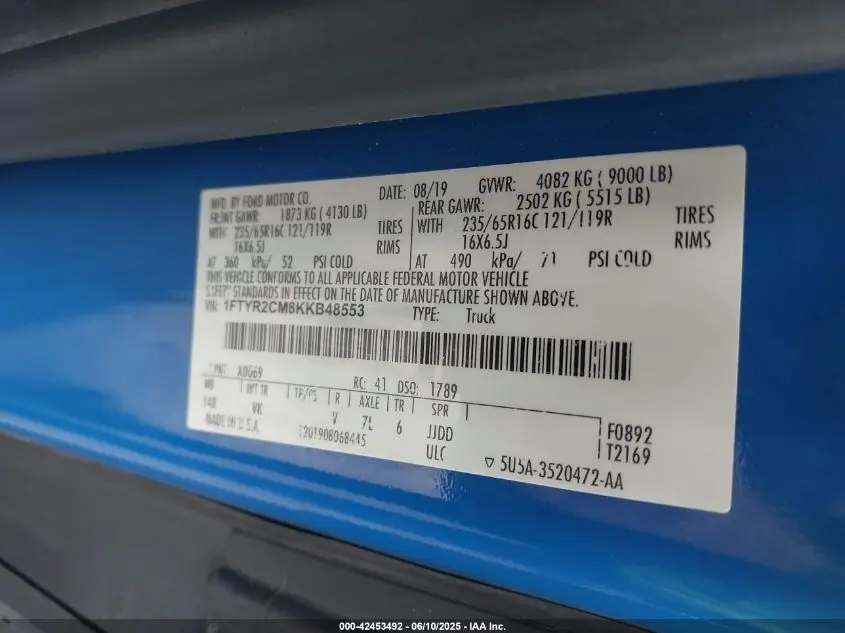 MFD. BY FORD MOTOR CO. DATE: 08/19 GVWR: 4082 KG ( 9000 LB)
FRONT GAWR: 1873 KG ( 4130 LB) REAR GAWR: 2502 KG ( 5515 LB)
WITH 235/65R16C 121/119R TIRES WITH 235/65R16C 121/119R TIRES
16X6.5J RIMS 16X6.5J RIMS
AT 360 kPa/ 52 PSI COLD AT 490 kPa/ 71 PSI COLD
THIS VEHICLE CONFORMS TO ALL APPLICABLE FEDERAL MOTOR VEHICLE
SAFETY STANDARDS IN EFFECT ON THE DATE OF MANUFACTURE SHOWN ABOVE.
VIN: 1FTYR2CM8KKB48553 TYPE: Truck
PNT: X0G69 RC: 41 DSO: 1789
WB INT TR TP/PS R AXLE TR SPR
148 VK V 7L 6 JJDD F0892
MADE IN U.S.A. ULC T2169
5U5A-3520472-AA
000-42453492 - 06/10/2025 - IAA Inc.